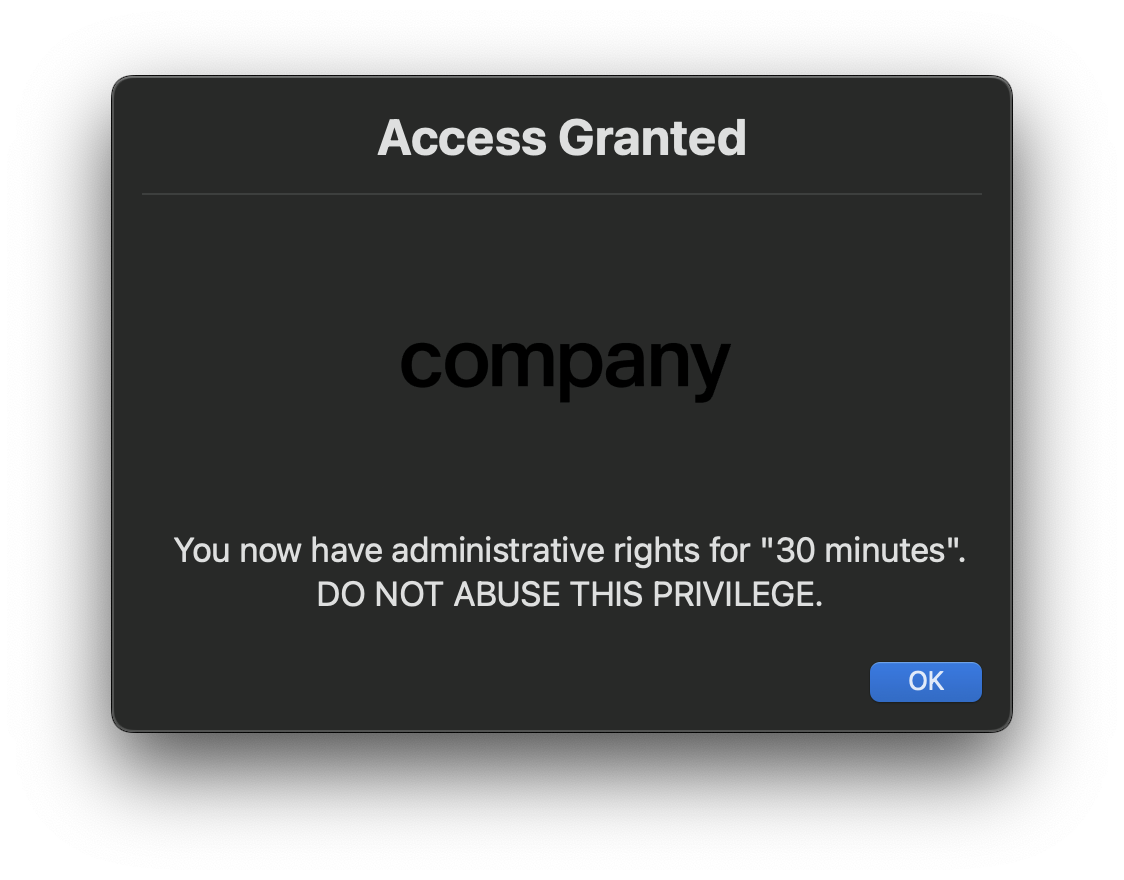 Access Granted
company
You now have administrative rights for "30 minutes".
DO NOT ABUSE THIS PRIVILEGE.
OK